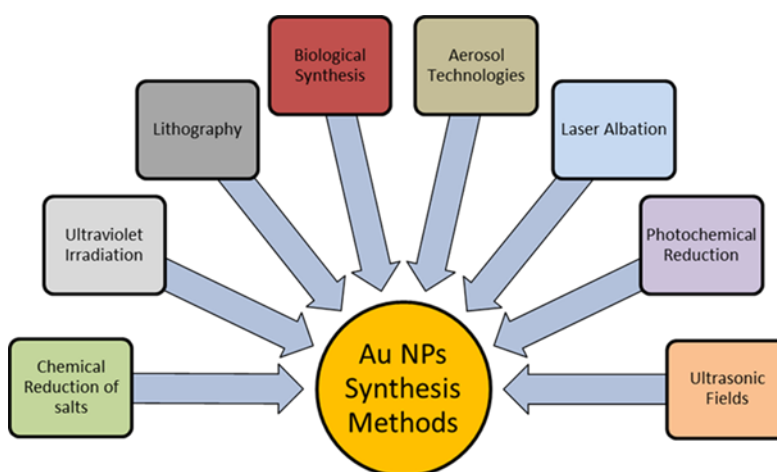 Biological
Synthesis
Aerosol
Technologies
Lithography
Laser Albation
Ultraviolet
Irradiation
Photochemical
Reduction
Chemical
Reduction of
salts
Au NPs
Synthesis
Methods
Ultrasonic
Fields